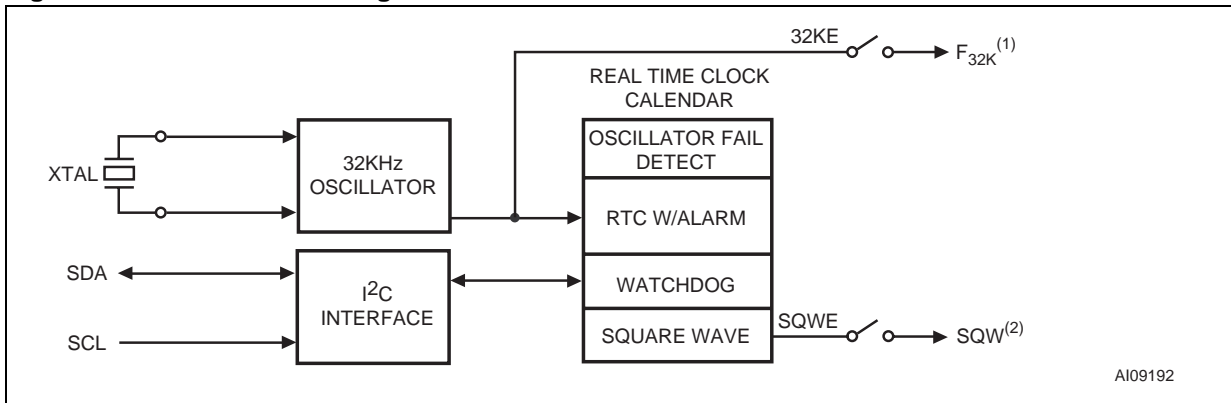 32KE
F32K(1)
REAL TIME CLOCK
CALENDAR
OSCILLATOR FAIL
DETECT
XTAL
32KHz
OSCILLATOR
RTC W/ALARM
SDA
I2C
INTERFACE
WATCHDOG
SCL
SQUARE WAVE
SQWE
SQW(2)
AI09192